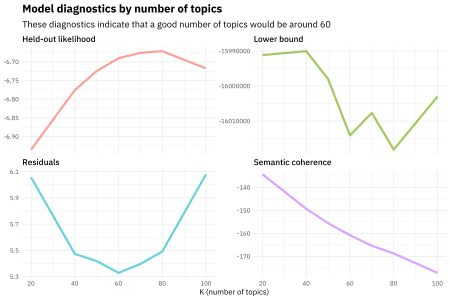 Model diagnostics by number of topics
These diagnostics indicate that a good number of topics would be around 60
Held-out likelihood
Lower bound
-6.70
-6.75
-6.80
-6.85
-6.90
-15990000
-16000000
-16010000
Residuals
Semantic coherence
6.1
5.9
5.7
5.5
5.3
-140
-150
-160
-170
20 40 60 80 100
20 40 60 80 100
K (number of topics)